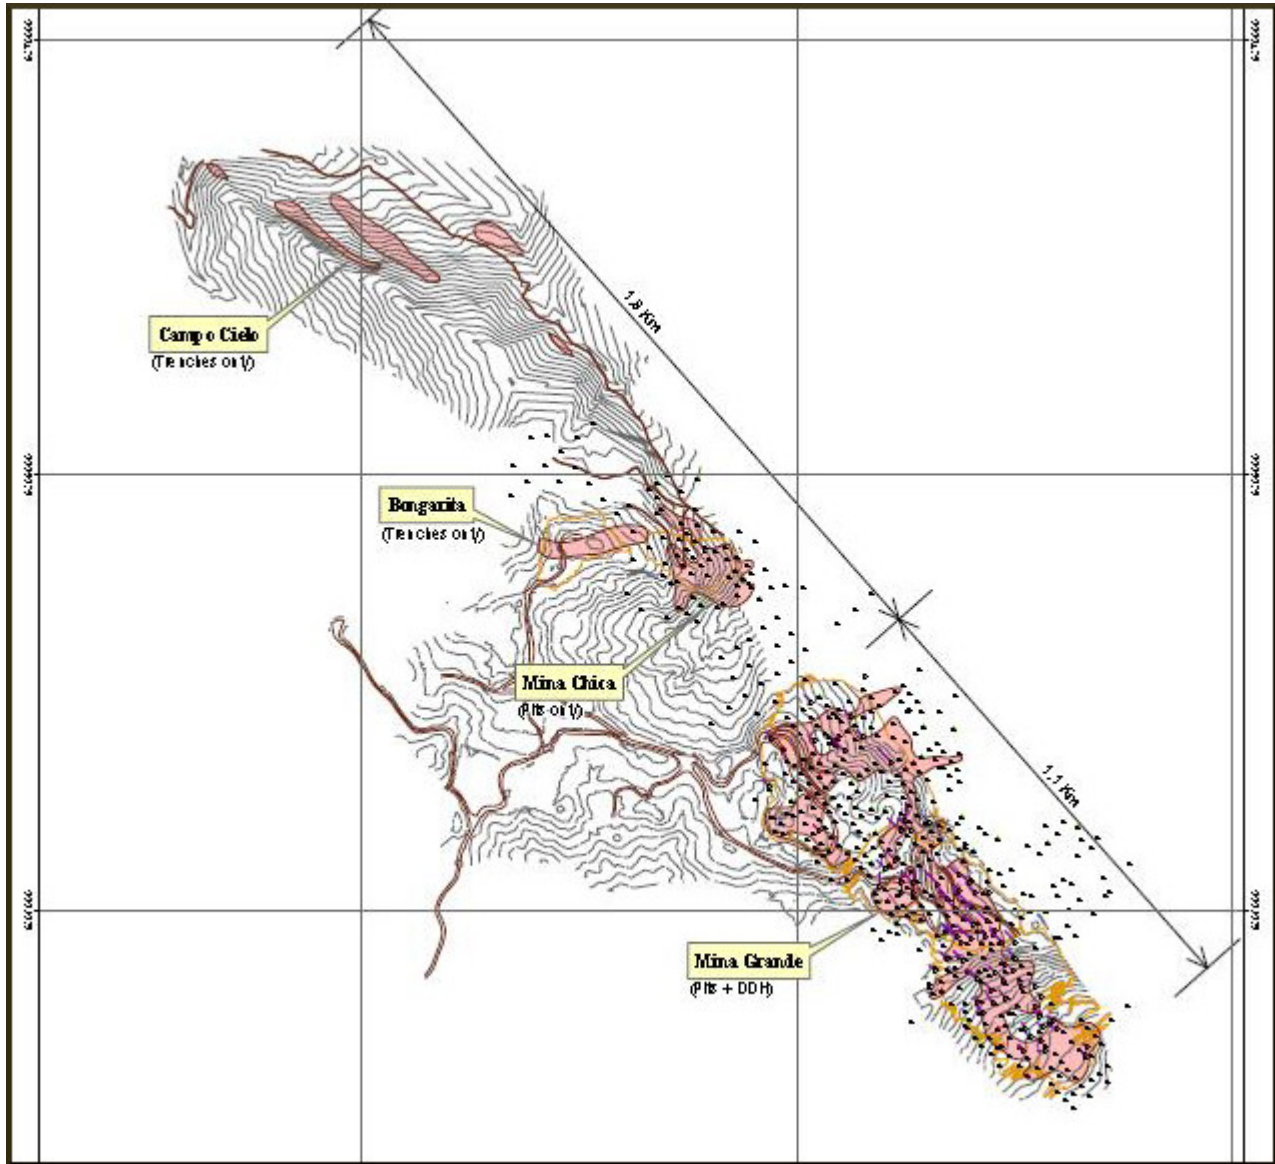 1.8 Km
Campo Cielo
(Trenches only)
Bongarita
(Trenches only)
Mina Chica
(Pits only)
1.1 Km
Mina Grande
(Pits + DDH)